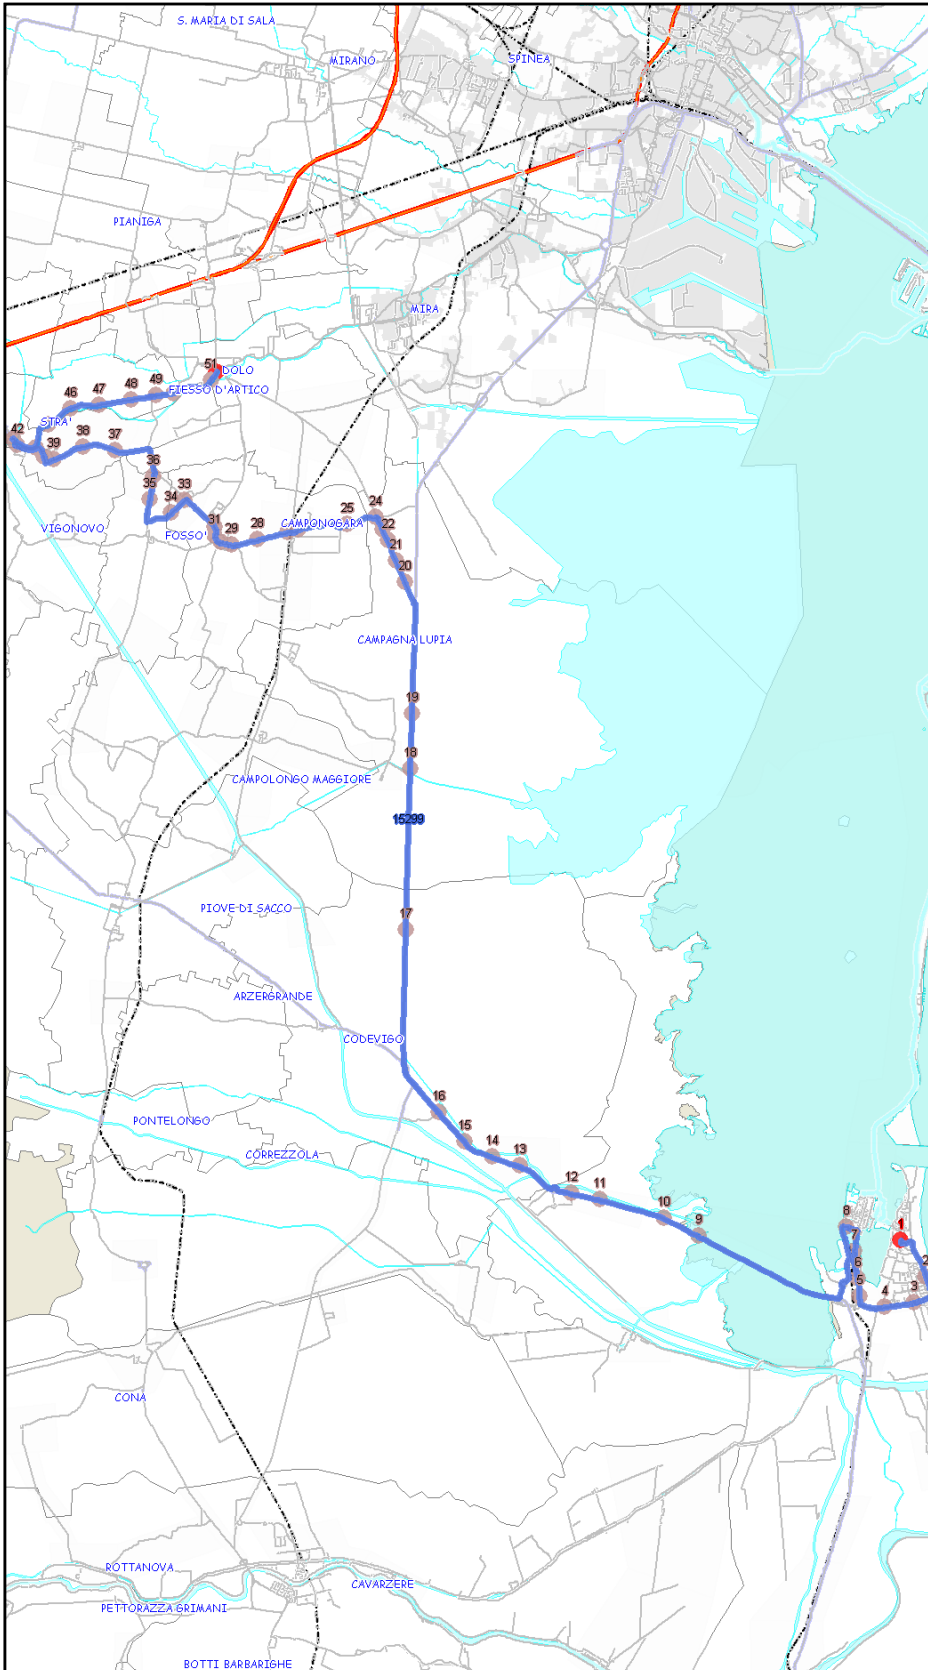 S. MARIA DI SALA
MIRANO
SPINEA
PIANIGA
MIRA
51
DOLO
46
47
48
49
FIESSO D'ARTICO
STRA'
42
39
38
37
36
35
34
33
VIGONOVO
FOSSO'
31
29
28
CAMPONOGARA
25
24
22
21
20
CAMPAGNA LUPIA
19
18
CAMPOLONGO MAGGIORE
15299
PIOVE DI SACCO
17
ARZERGRANDE
CODEVIGO
16
PONTELONGO
15
CORREZZOLA
14
13
12
11
10
9
8
7
6
5
4
3
2
1
CONA
ROTTANOVA
CAVARZERE
PETTORAZZA GRIMANI
BOTTI BARBARIGHE